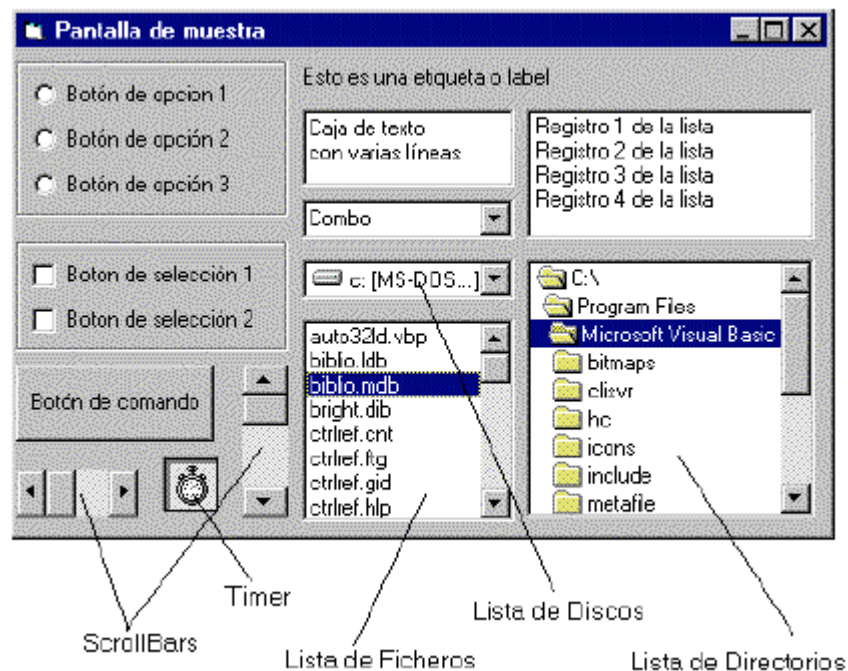 Pantalla de muestra
Botón de opcion 1
Botón de opción 2
Botón de opción 3
Esto es una etiqueta o label
Caja de texto
con varias líneas
Registro 1 de la lista
Registro 2 de la lista
Registro 3 de la lista
Registro 4 de la lista
Combo
Boton de selección 1
Boton de selección 2
c: [MS-DOS...]
C:\
Program Files
Microsoft Visual Basic
bitmaps
clisvr
hc
icons
include
metafile
auto32ld.vbp
biblio.ldb
biblio.mdb
bright.dib
ctrlref.cnt
ctrlref.ftg
ctrlref.gid
ctrlref.hlp
Botón de comando
Timer
Lista de Discos
ScrollBars
Lista de Ficheros
Lista de Directorios